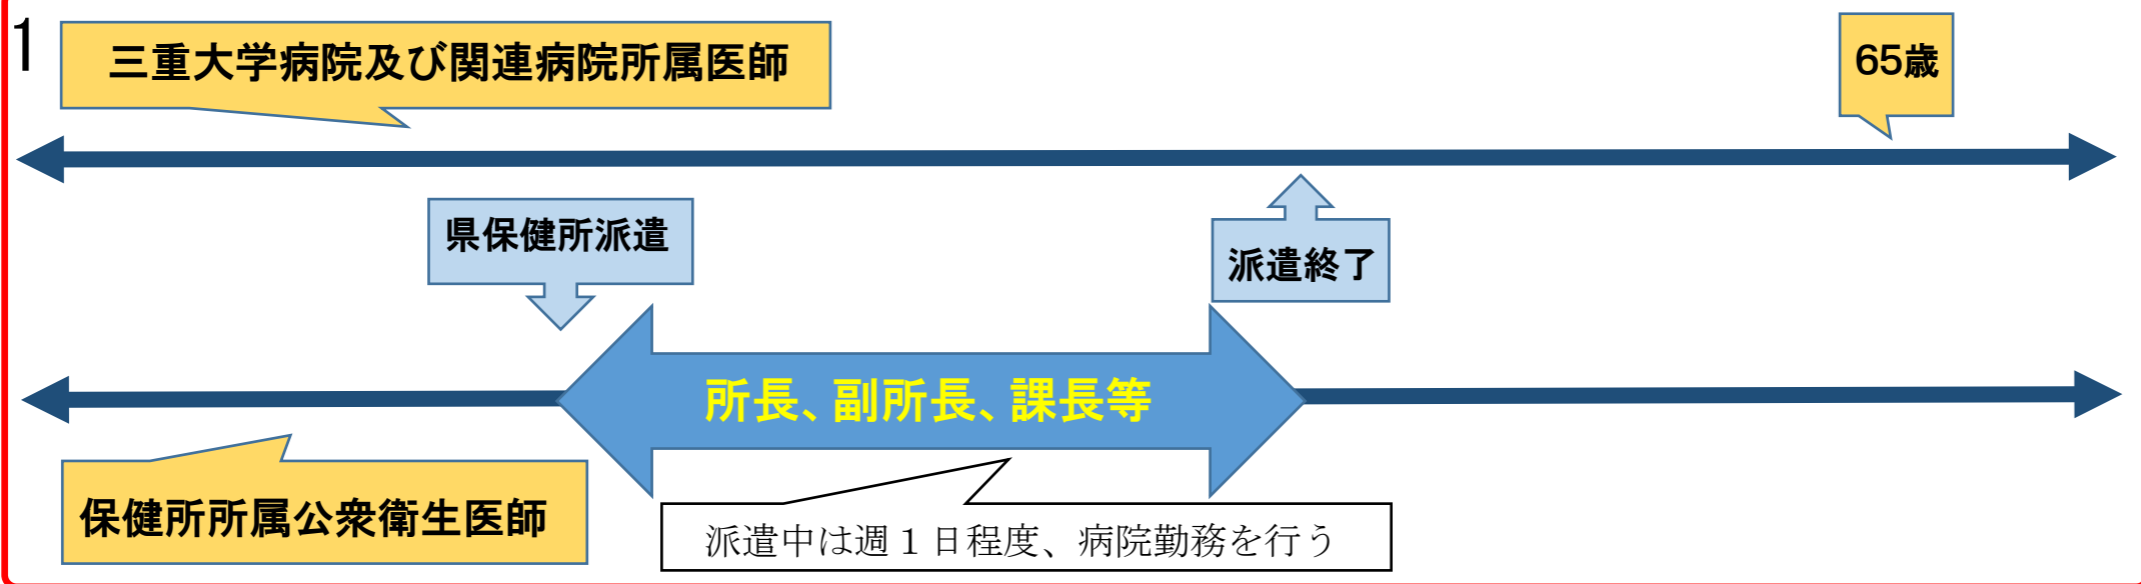 1
三重大学病院及び関連病院所属医師
65歳
県保健所派遣
派遣終了
所長、副所長、課長等
保健所所属公衆衛生医師
派遣中は週１日程度、病院勤務を行う